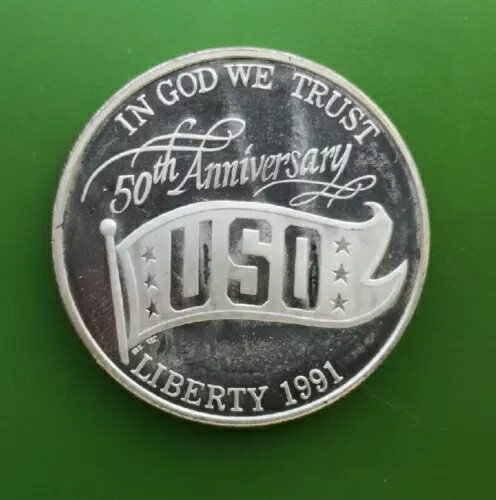 IN GOD WE TRUST
50th Anniversary
USO
LIBERTY 1991